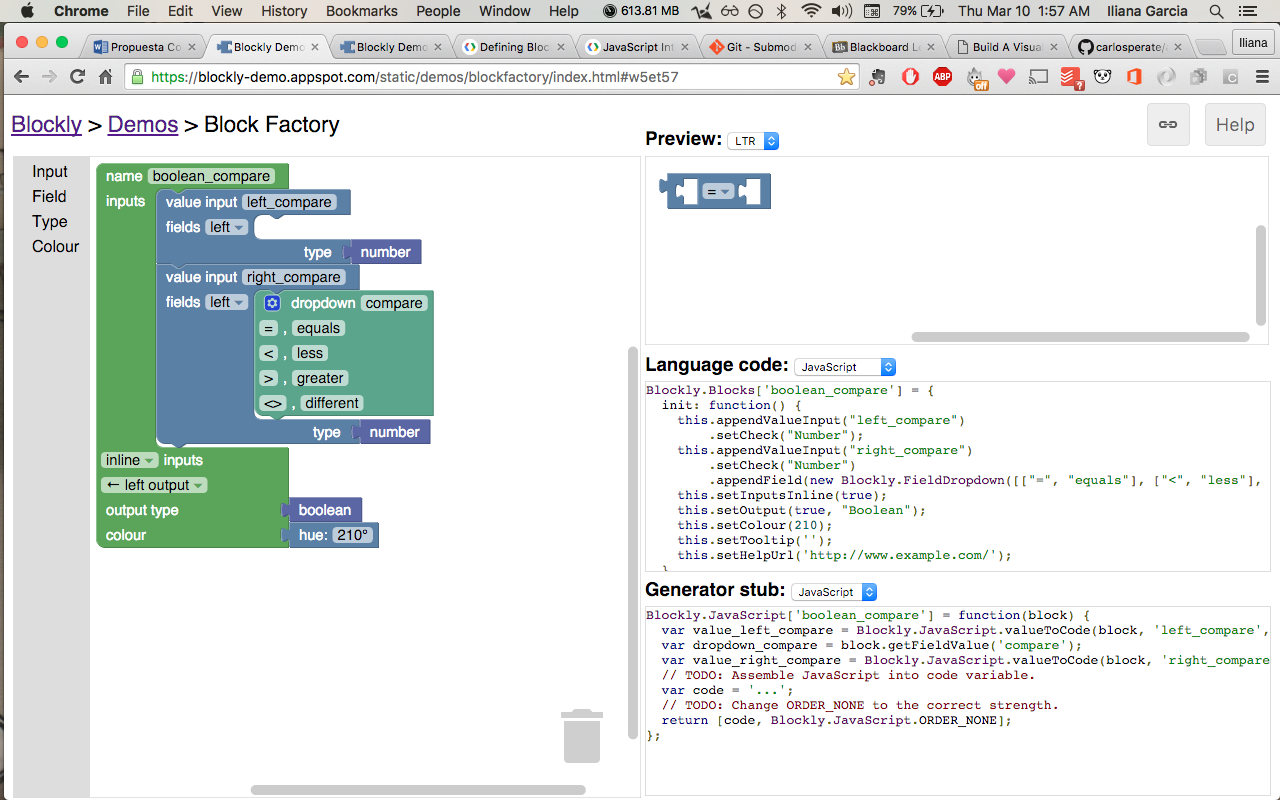 Chrome File Edit View History Bookmarks People Window Help 613.81 MB 79% Thu Mar 10 1:57 AM Iliana Garcia
Propuesta Co Blockly Demo Blockly Demo Defining Bloc JavaScript Int Git - Submod Blackboard Le Build A Visua carlosperate/a Iliana
https://blockly-demo.appspot.com/static/demos/blockfactory/index.html#w5et57
Blockly > Demos > Block Factory
Help
Preview: LTR
Input
Field
Type
Colour
name boolean_compare
inputs value input left_compare
fields left
type number
value input right_compare
fields left dropdown compare
= , equals
< , less
> , greater
<> , different
type number
inline inputs
← left output
output type boolean
colour hue: 210°
=
Language code: JavaScript
Blockly.Blocks['boolean_compare'] = {
init: function() {
this.appendValueInput("left_compare")
.setCheck("Number");
this.appendValueInput("right_compare")
.setCheck("Number")
.appendField(new Blockly.FieldDropdown([["=", "equals"], ["<", "less"],
this.setInputsInline(true);
this.setOutput(true, "Boolean");
this.setColour(210);
this.setTooltip('');
this.setHelpUrl('http://www.example.com/');
Generator stub: JavaScript
Blockly.JavaScript['boolean_compare'] = function(block) {
var value_left_compare = Blockly.JavaScript.valueToCode(block, 'left_compare',
var dropdown_compare = block.getFieldValue('compare');
var value_right_compare = Blockly.JavaScript.valueToCode(block, 'right_compare
// TODO: Assemble JavaScript into code variable.
var code = '...';
// TODO: Change ORDER_NONE to the correct strength.
return [code, Blockly.JavaScript.ORDER_NONE];
};